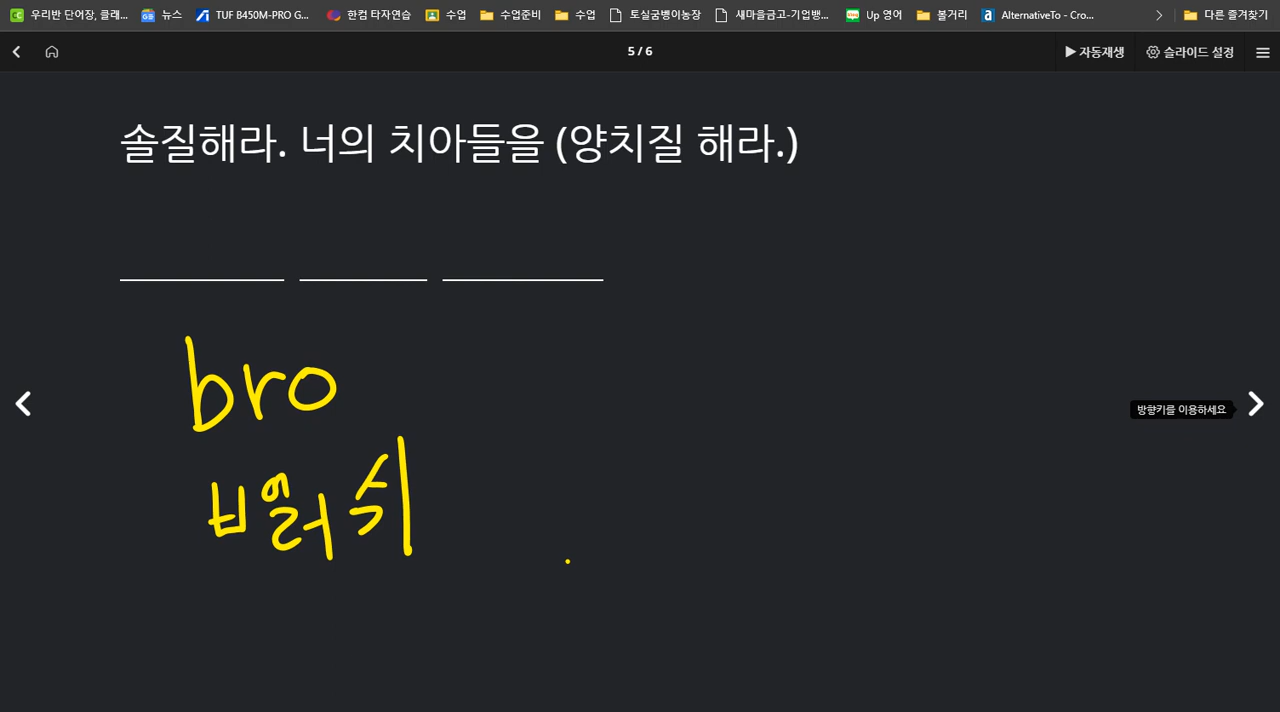 우리반 단어장, 클래... 뉴스 TUF B450M-PRO G... 한컴 타자연습 수업 수업준비 수업 토실굼벵이농장 새마을금고-기업뱅... Up 영어 볼거리 AlternativeTo - Cro... 다른 즐겨찾기
5 / 6 자동재생 슬라이드 설정
솔질해라. 너의 치아들을 (양치질 해라.)
bro
방향키를 이용하세요